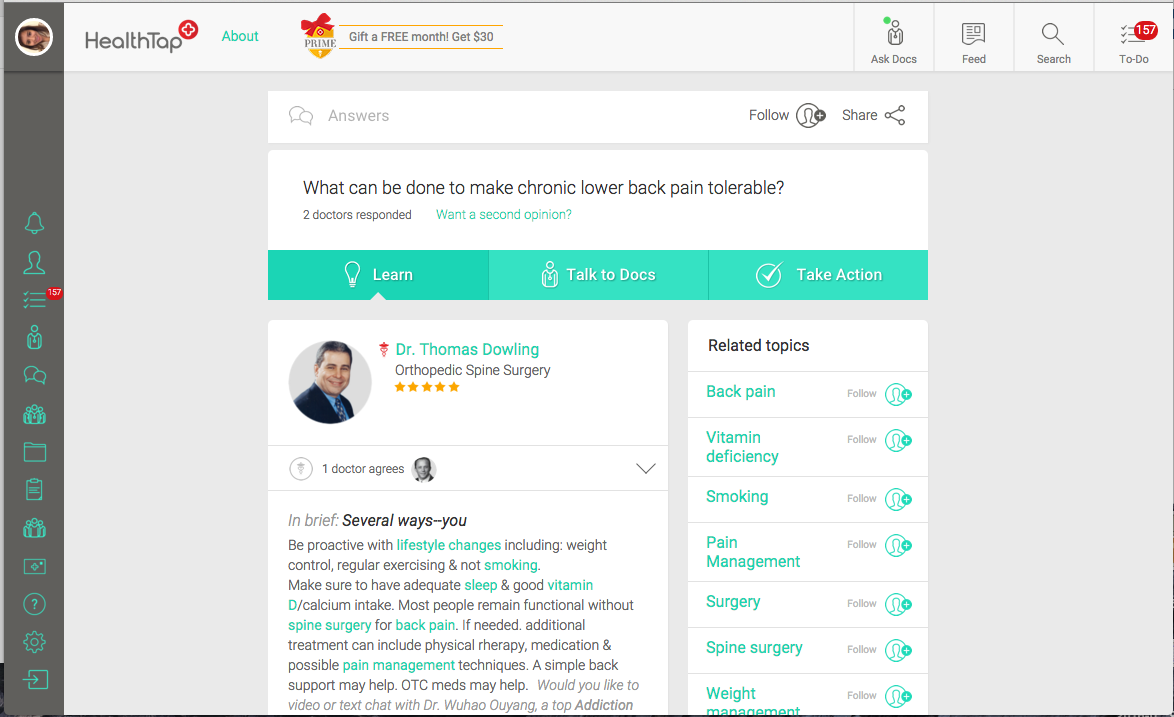 HealthTap
About
PRIME
Gift a FREE month! Get $30
Ask Docs
Feed
Search
157
To-Do
Answers
Follow
Share
What can be done to make chronic lower back pain tolerable?
2 doctors responded
Want a second opinion?
157
Learn
Talk to Docs
Take Action
Dr. Thomas Dowling
Orthopedic Spine Surgery
1 doctor agrees
In brief: Several ways--you
Be proactive with lifestyle changes including: weight
control, regular exercising & not smoking.
Make sure to have adequate sleep & good vitamin
D/calcium intake. Most people remain functional without
spine surgery for back pain. If needed. additional
treatment can include physical rherapy, medication &
possible pain management techniques. A simple back
support may help. OTC meds may help. Would you like to
video or text chat with Dr. Wuhao Ouyang, a top Addiction
Related topics
Back pain
Follow
Vitamin
deficiency
Follow
Smoking
Follow
Pain
Management
Follow
Surgery
Follow
Spine surgery
Follow
Weight
management
Follow